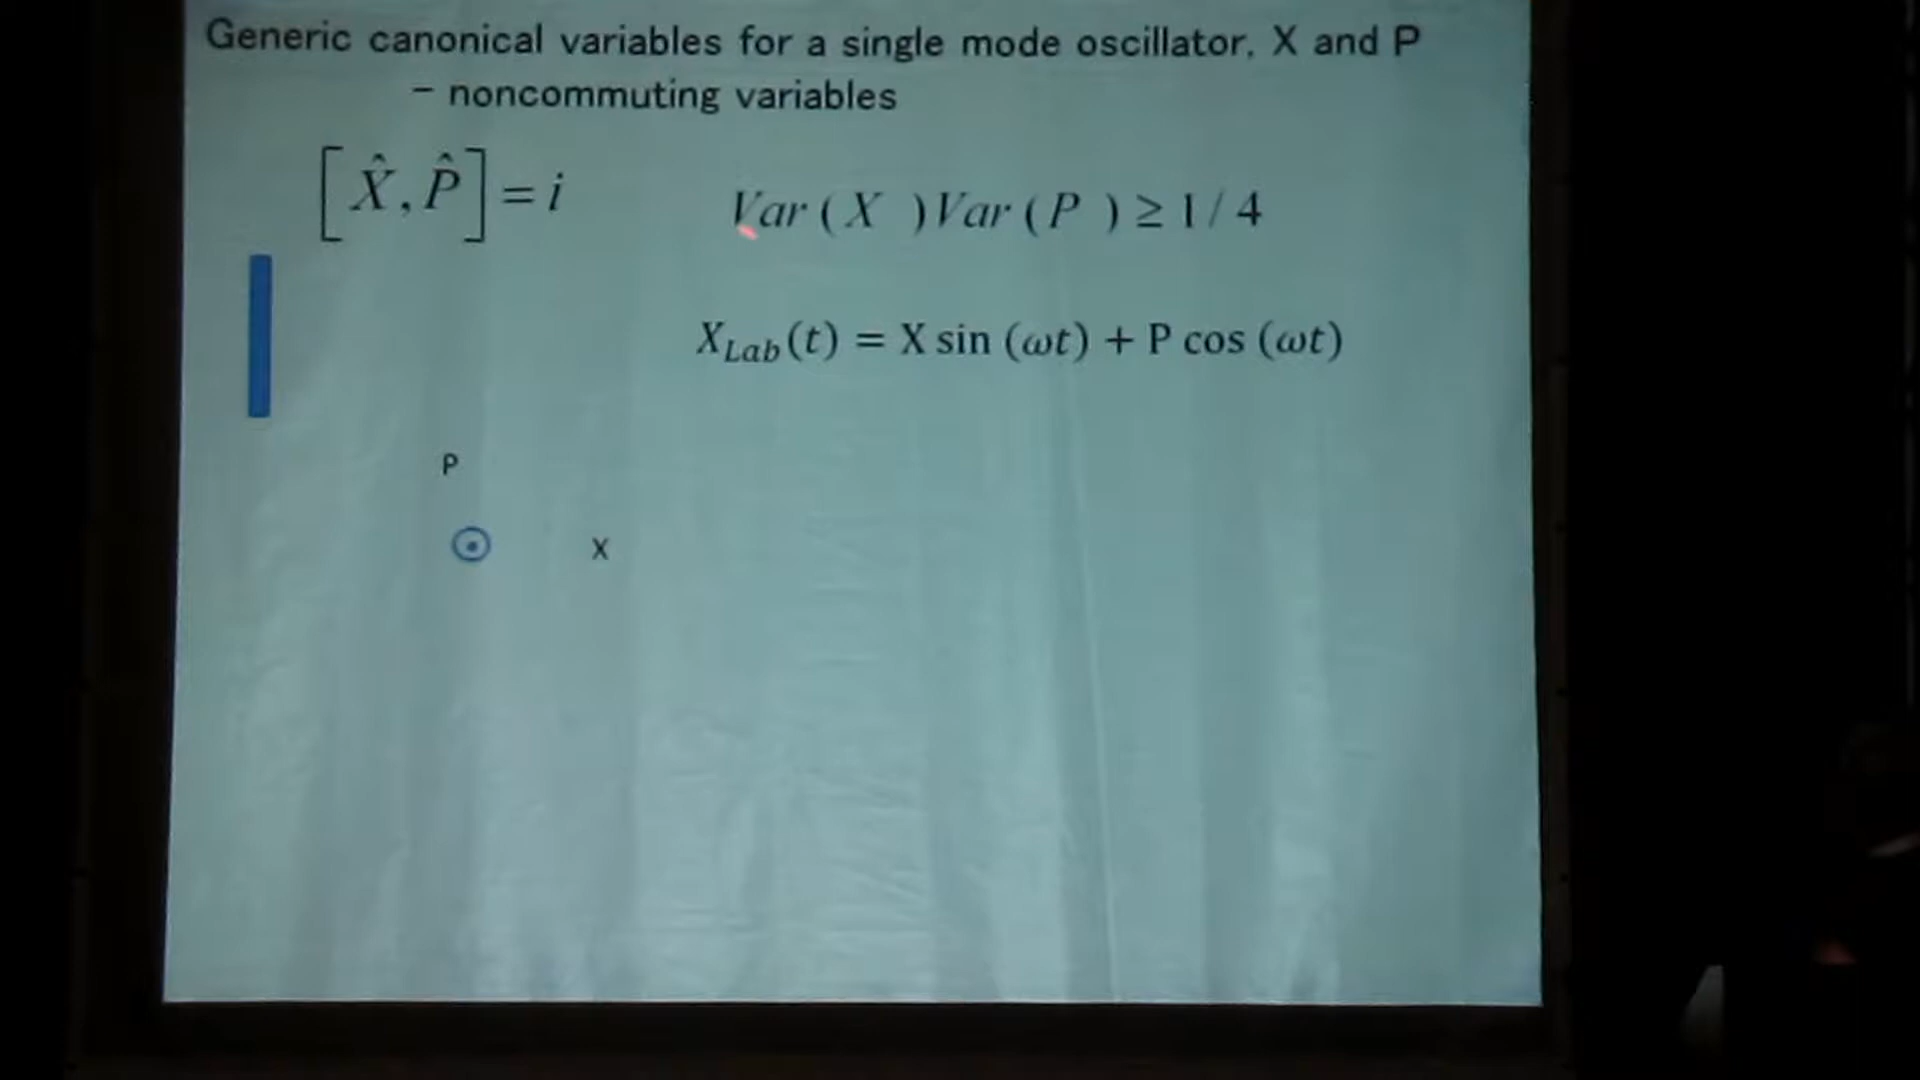 Generic canonical variables for a single mode oscillator, X and P
– noncommuting variables
[X̂, P̂] = i
Var ( X ) Var ( P ) ≥ 1 / 4
X_Lab(t) = X sin (ωt) + P cos (ωt)
P
X